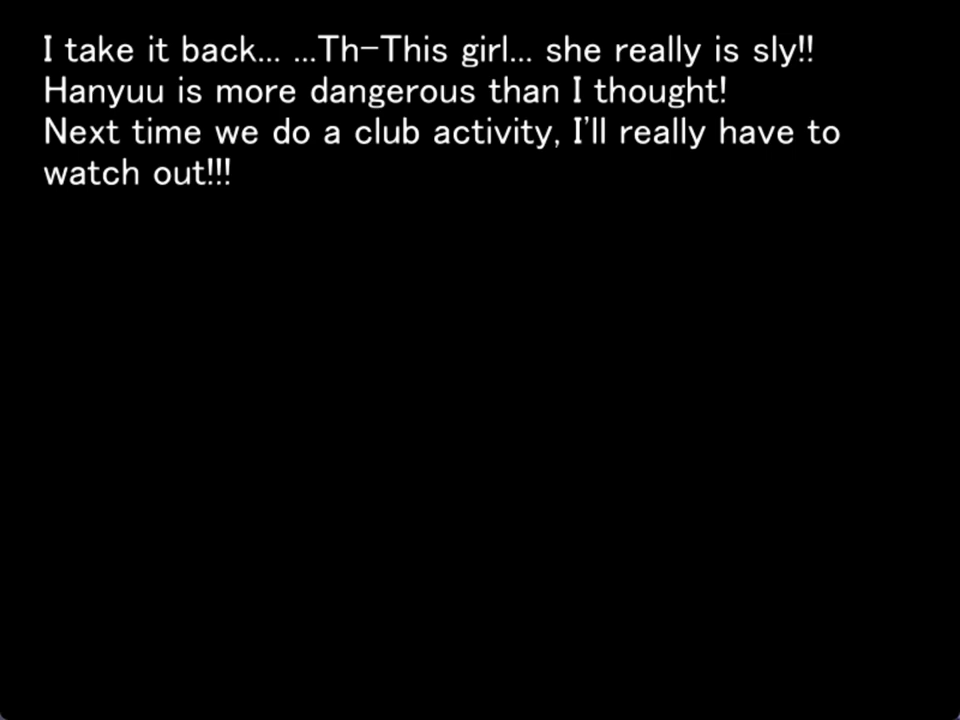 I take it back... ...Th-This girl... she really is sly!!
Hanyuu is more dangerous than I thought!
Next time we do a club activity, I'll really have to
watch out!!!